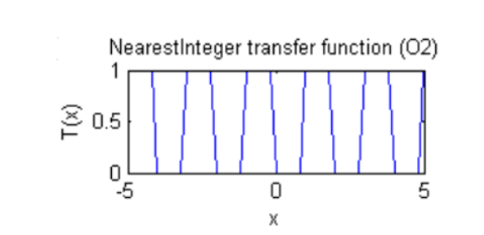 NearestInteger transfer function (O2)
1
T(x)
0.5
0
-5 0 5
x